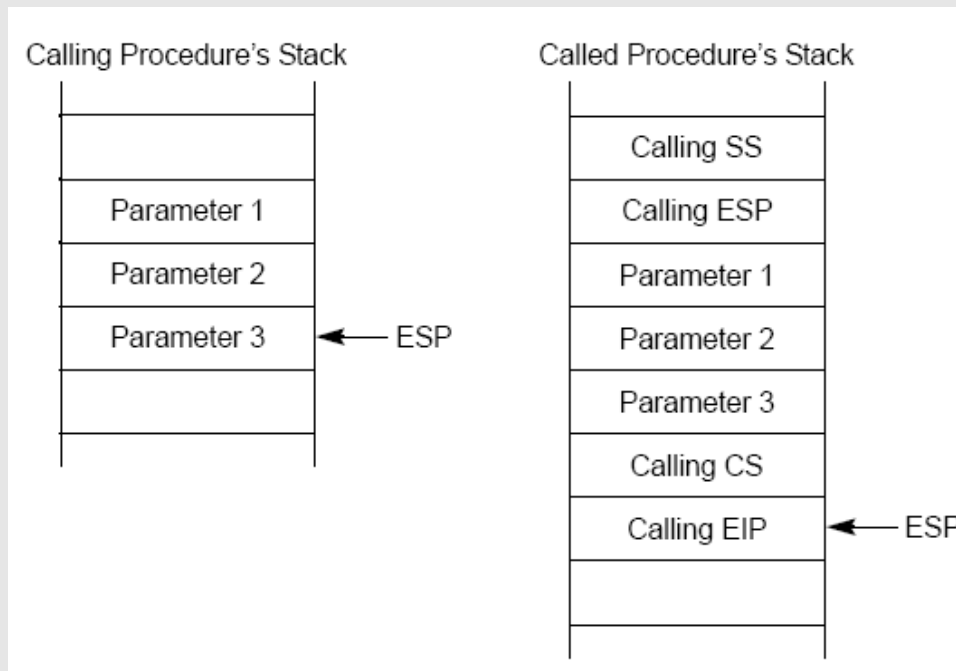 Calling Procedure's Stack
Parameter 1
Parameter 2
Parameter 3
ESP
Called Procedure's Stack
Calling SS
Calling ESP
Parameter 1
Parameter 2
Parameter 3
Calling CS
Calling EIP
ESP